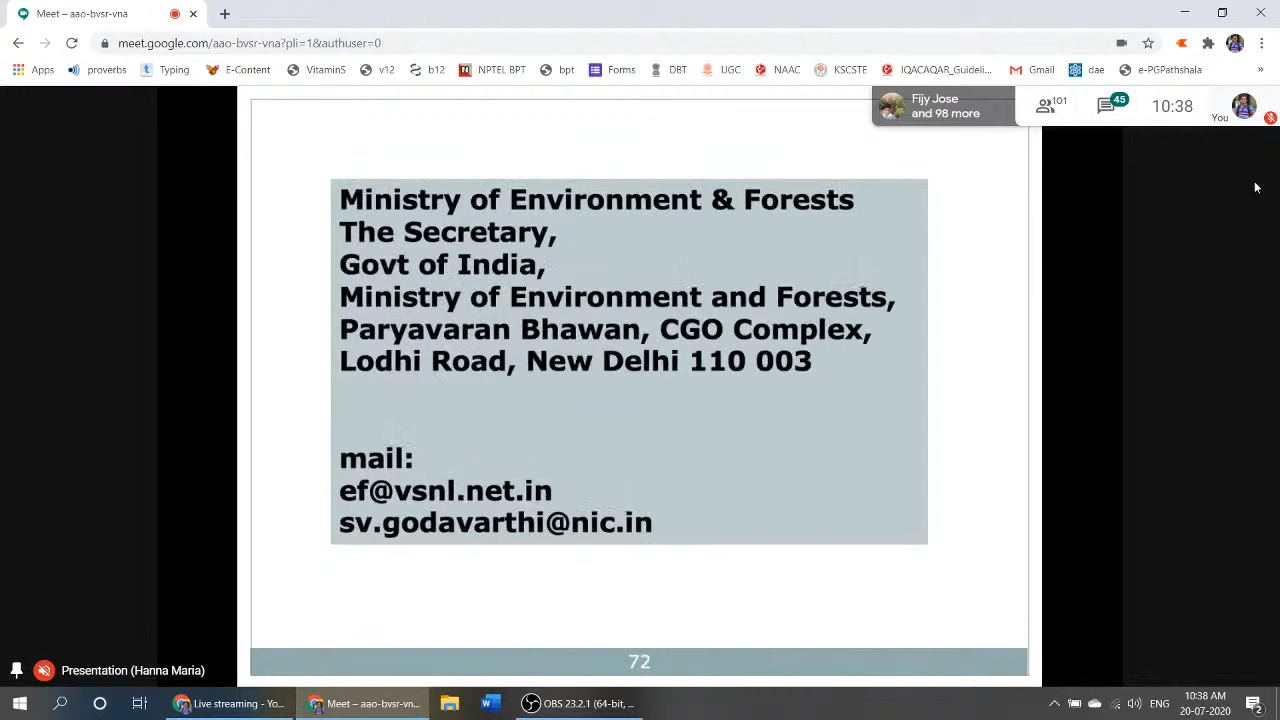 Meet – aao-bvsr-vna
meet.google.com/aao-bvsr-vna?pli=1&authuser=0
Apps proverbs Typing E-Content VitaminS v12 b12 NPTEL BPT bpt Forms DBT UGC NAAC KSCSTE IQACAQAR_Guideli... Gmail dae e-PGPathshala »
Fijy Jose
and 98 more
101
45
10:38
You
Ministry of Environment & Forests
The Secretary,
Govt of India,
Ministry of Environment and Forests,
Paryavaran Bhawan, CGO Complex,
Lodhi Road, New Delhi 110 003
mail:
ef@vsnl.net.in
sv.godavarthi@nic.in
72
Presentation (Hanna Maria)
Live streaming - Yo...
Meet – aao-bvsr-vn...
OBS 23.2.1 (64-bit, ...
ENG
10:38 AM
20-07-2020
2